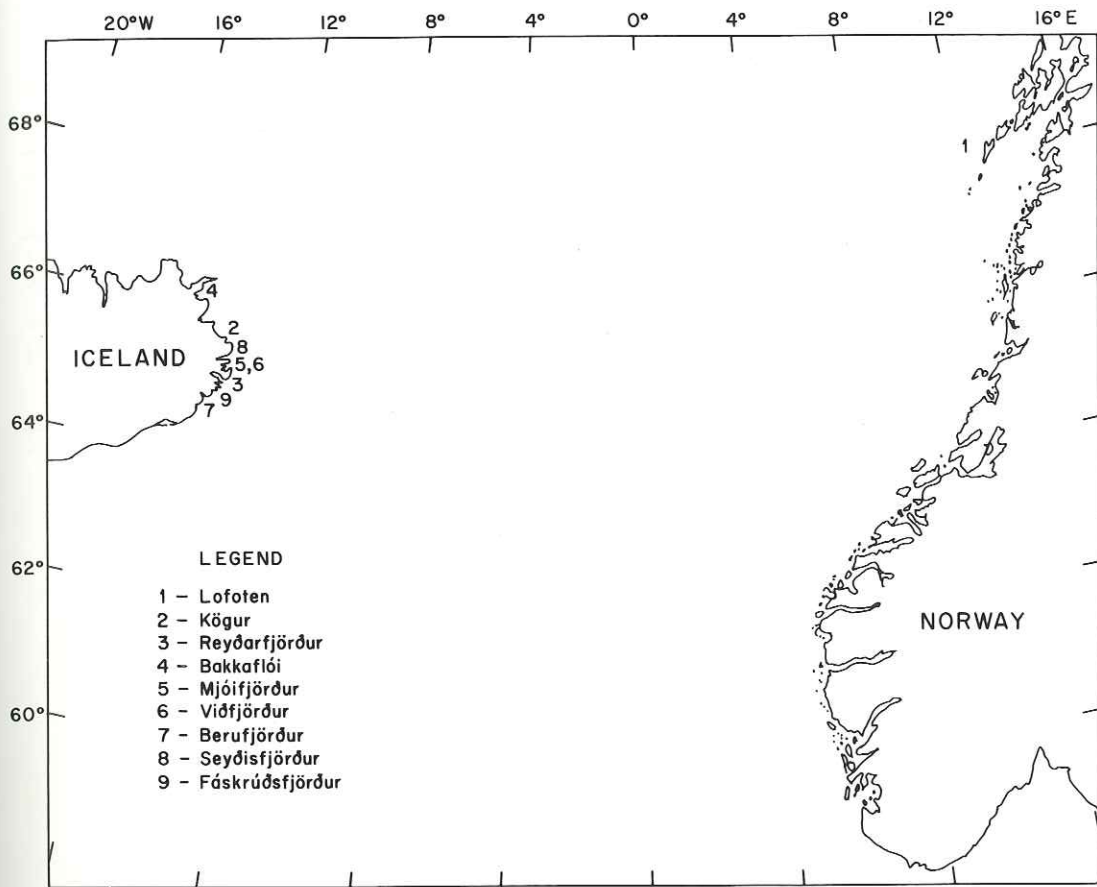 20°W 16° 12° 8° 4° 0° 4° 8° 12° 16° E
68°
1
66°
4
2
ICELAND 8
5,6
3
9
7
64°
62°
LEGEND
1 – Lofoten
2 – Kögur
3 – Reyðarfjörður
4 – Bakkaflói
5 – Mjóifjörður
6 – Viðfjörður
7 – Berufjörður
8 – Seyðisfjörður
9 – Fáskrúðsfjörður
NORWAY
60°